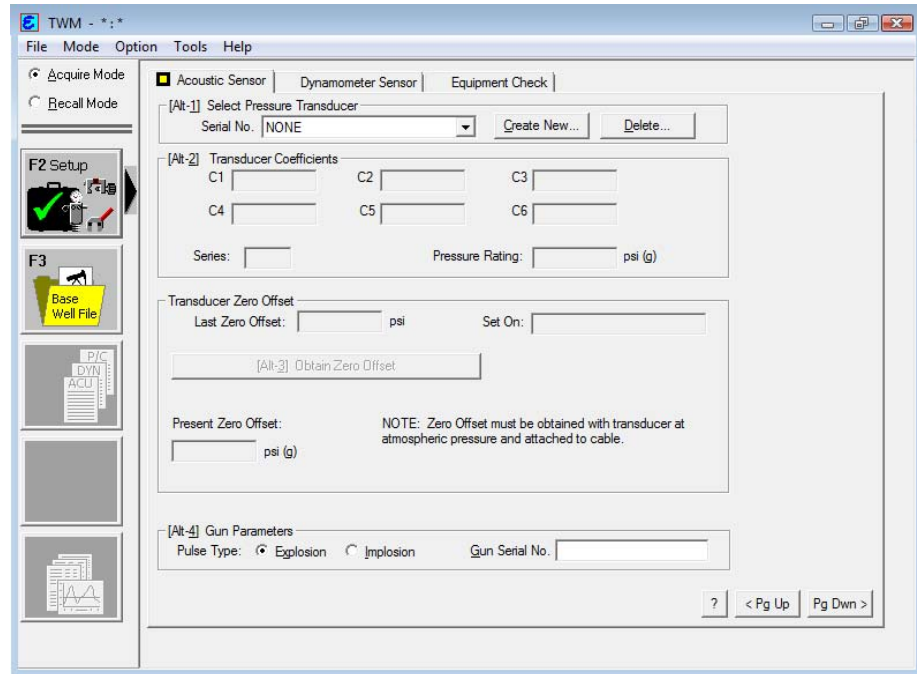 TWM - *:*
File Mode Option Tools Help
Acquire Mode
Recall Mode
F2 Setup
F3
Base
Well File
P/C
DYN
ACU
Acoustic Sensor
Dynamometer Sensor
Equipment Check
[Alt-1] Select Pressure Transducer
Serial No. NONE
Create New...
Delete...
[Alt-2] Transducer Coefficients
C1 C2 C3
C4 C5 C6
Series: Pressure Rating: psi (g)
Transducer Zero Offset
Last Zero Offset: psi Set On:
[Alt-3] Obtain Zero Offset
Present Zero Offset:
psi (g)
NOTE: Zero Offset must be obtained with transducer at
atmospheric pressure and attached to cable.
[Alt-4] Gun Parameters
Pulse Type: Explosion Implosion Gun Serial No.
? < Pg Up Pg Dwn >